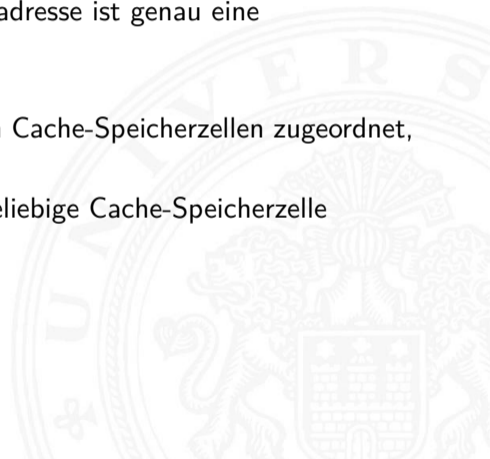 adresse ist genau eine
Cache-Speicherzellen zugeordnet,
eliebige Cache-Speicherzelle
U N I V E R S